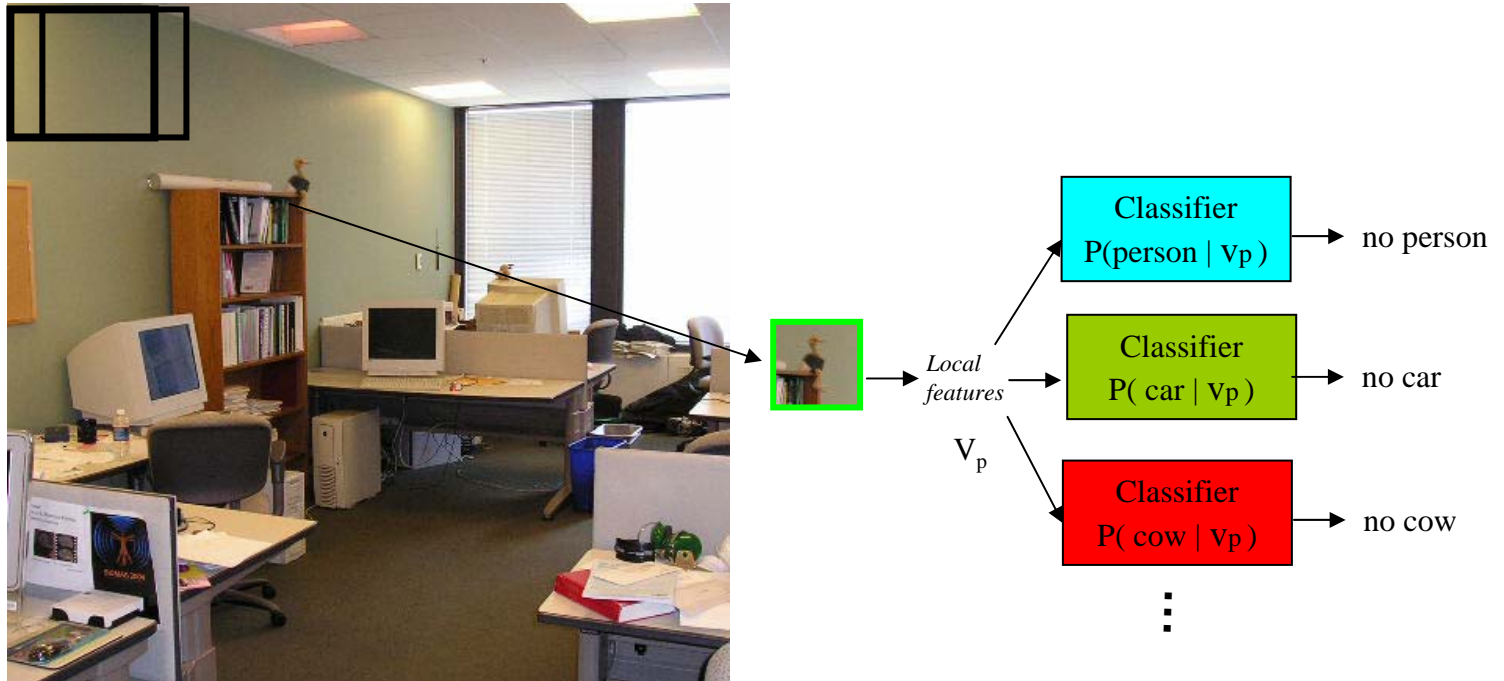 Classifier
P(person | vp )
no person
Local
features
Vp
Classifier
P( car | vp )
no car
Classifier
P( cow | vp )
no cow
⋮